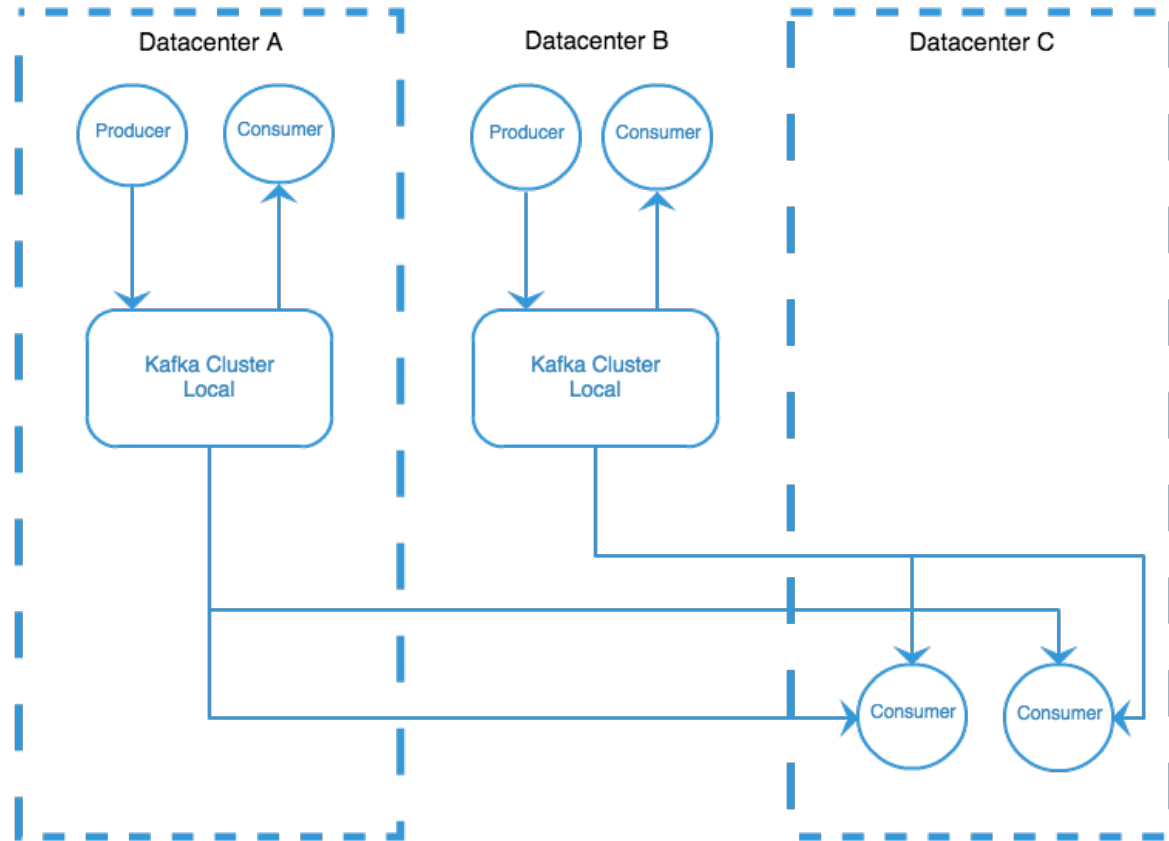 Datacenter A
Datacenter B
Datacenter C
Producer
Consumer
Producer
Consumer
Kafka Cluster
Local
Kafka Cluster
Local
Consumer
Consumer